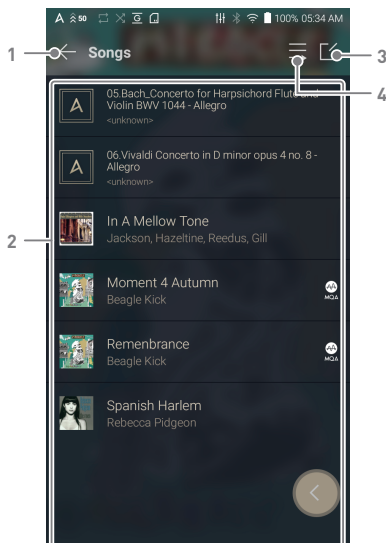 A 50 G 100% 05:34 AM
1 Songs 3
4
05.Bach_Concerto for Harpsichord Flute and
Violin BWV 1044 - Allegro
<unknown>
06.Vivaldi Concerto in D minor opus 4 no. 8 -
Allegro
<unknown>
2
In A Mellow Tone
Jackson, Hazeltine, Reedus, Gill
Moment 4 Autumn
Beagle Kick
MQA
Remenbrance
Beagle Kick
MQA
Spanish Harlem
Rebecca Pidgeon